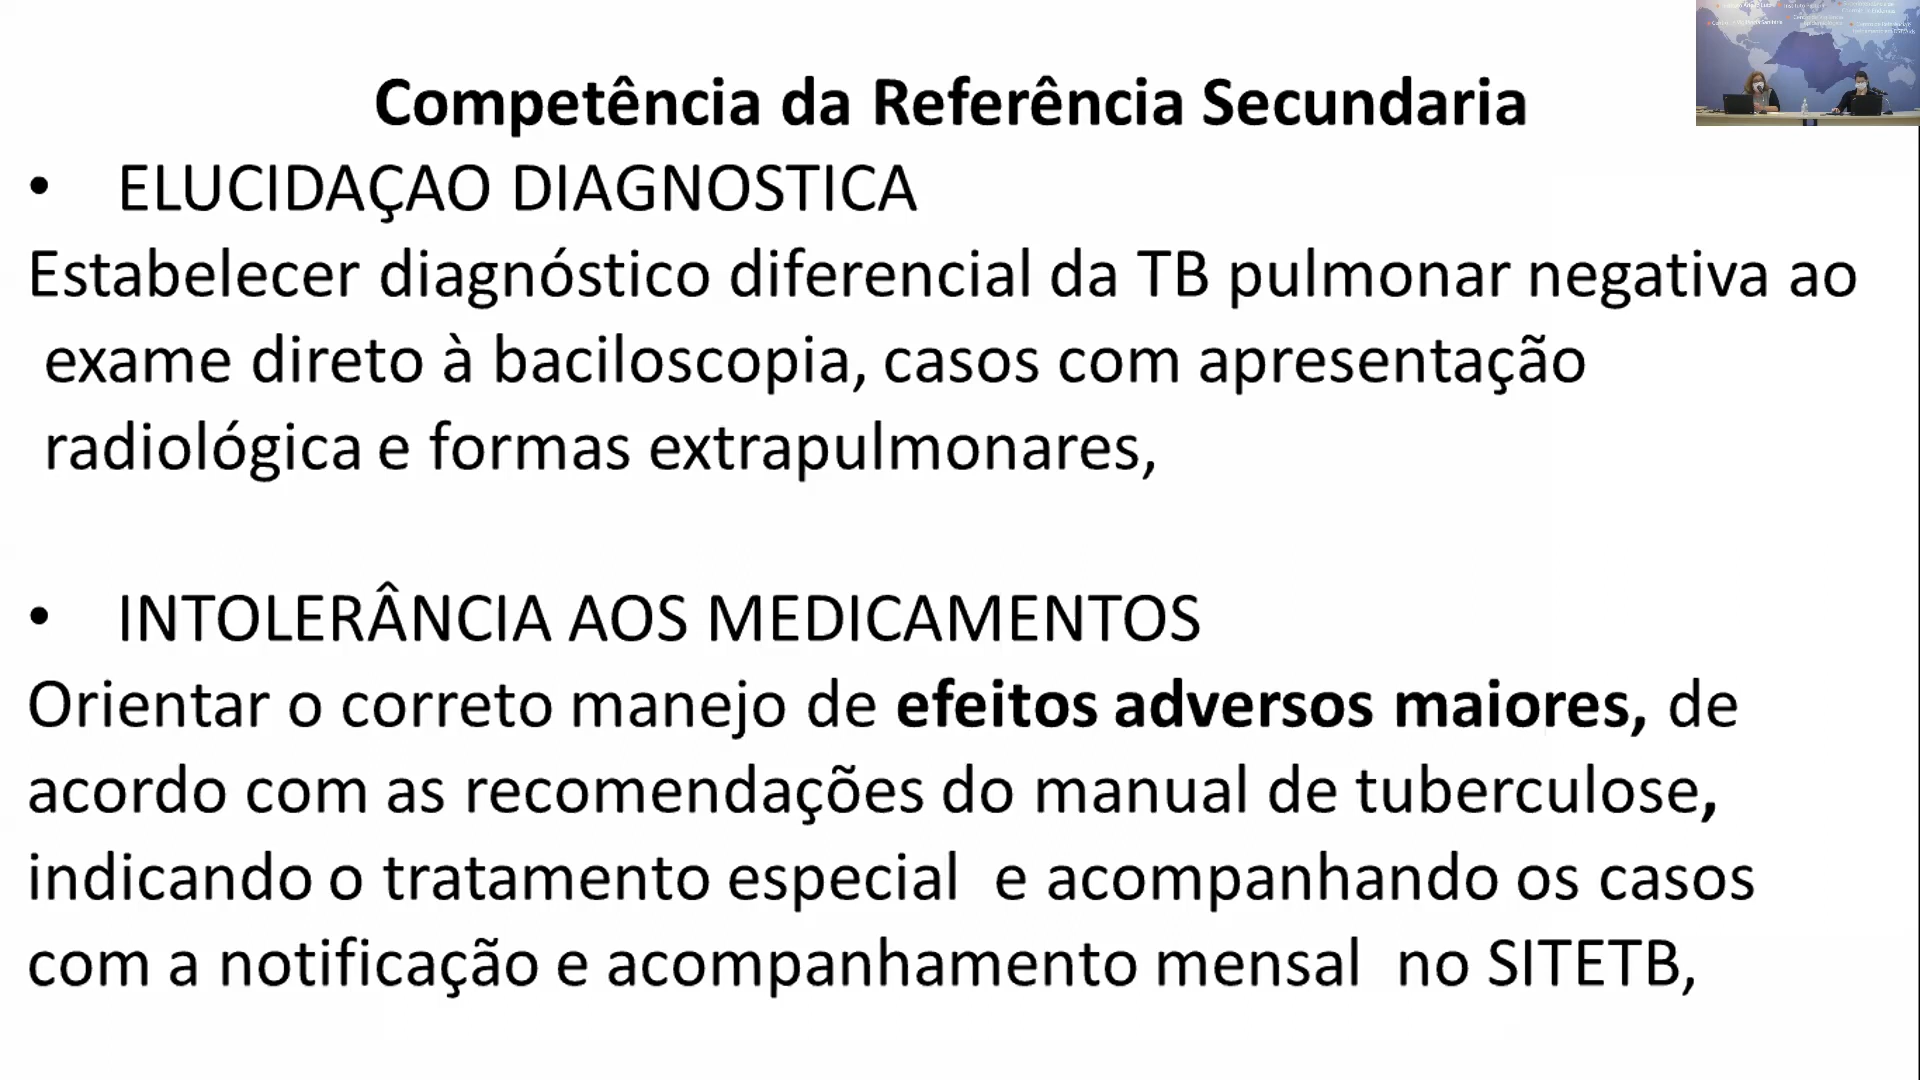 Competência da Referência Secundaria
• ELUCIDAÇAO DIAGNOSTICA
Estabelecer diagnóstico diferencial da TB pulmonar negativa ao
exame direto à baciloscopia, casos com apresentação
radiológica e formas extrapulmonares,
• INTOLERÂNCIA AOS MEDICAMENTOS
Orientar o correto manejo de efeitos adversos maiores, de
acordo com as recomendações do manual de tuberculose,
indicando o tratamento especial e acompanhando os casos
com a notificação e acompanhamento mensal no SITETB,